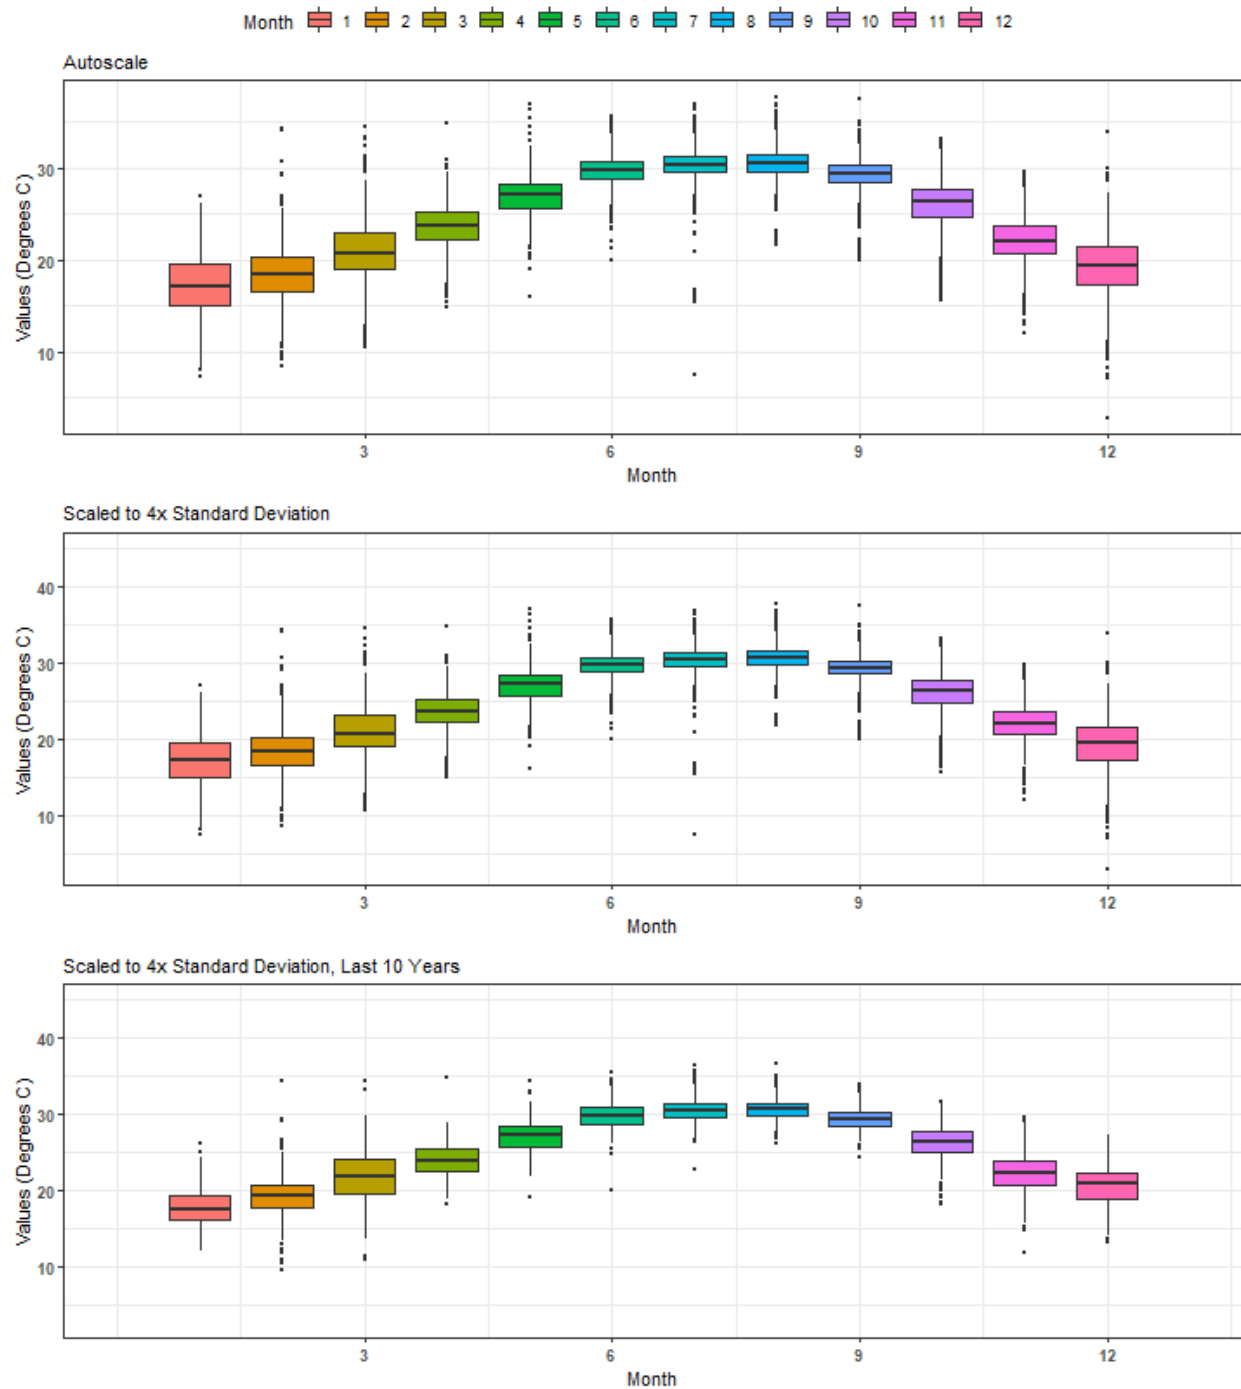 Month 1 2 3 4 5 6 7 8 9 10 11 12
Autoscale
Values (Degrees C)
30
20
10
3 6 9 12
Month
Scaled to 4x Standard Deviation
Values (Degrees C)
40
30
20
10
3 6 9 12
Month
Scaled to 4x Standard Deviation, Last 10 Years
Values (Degrees C)
40
30
20
10
3 6 9 12
Month